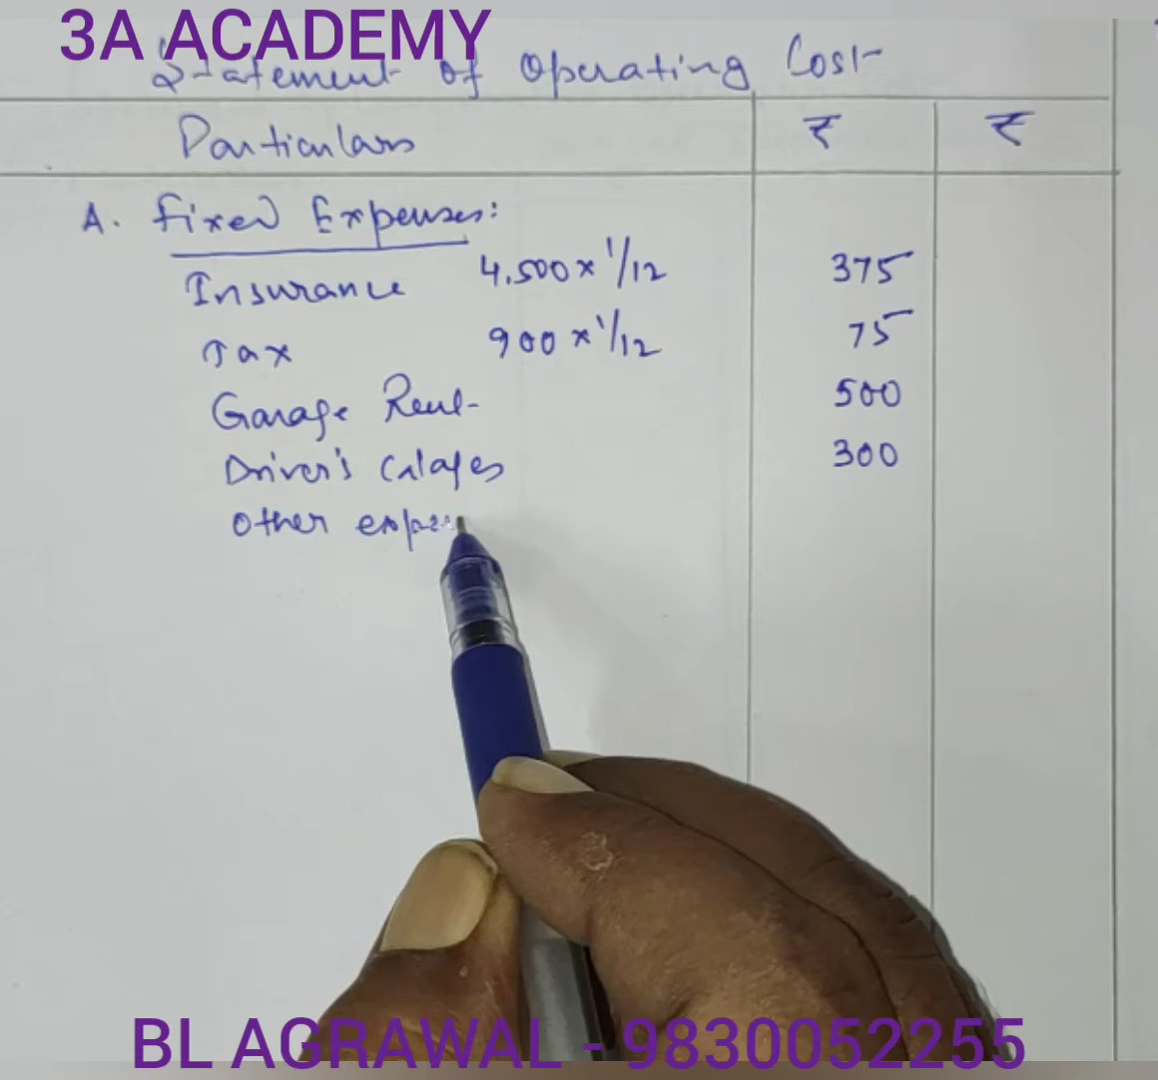 3A ACADEMY
Statement of Operating Cost
Particulars ₹ ₹
A. Fixed Expenses:
Insurance 4,500 x 1/12 375
Tax 900 x 1/12 75
Garage Rent 500
Driver's 300
Other
BL AGRAWAL - 9830052255